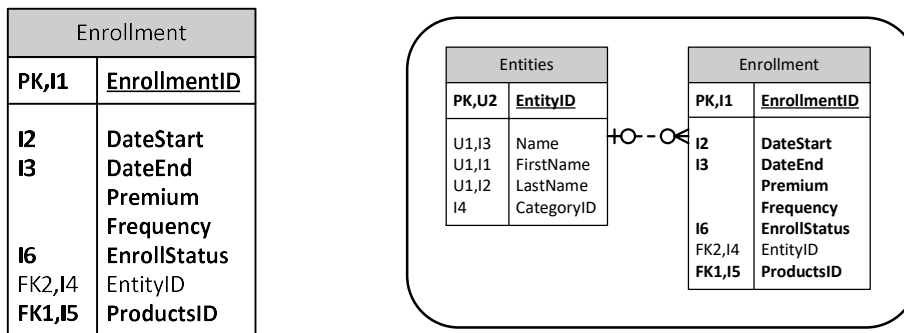 Enrollment
PK,I1 EnrollmentID
I2 DateStart
I3 DateEnd
Premium
Frequency
I6 EnrollStatus
FK2,I4 EntityID
FK1,I5 ProductsID
Entities
PK,U2 EntityID
U1,I3 Name
U1,I1 FirstName
U1,I2 LastName
I4 CategoryID
Enrollment
PK,I1 EnrollmentID
I2 DateStart
I3 DateEnd
Premium
Frequency
I6 EnrollStatus
FK2,I4 EntityID
FK1,I5 ProductsID